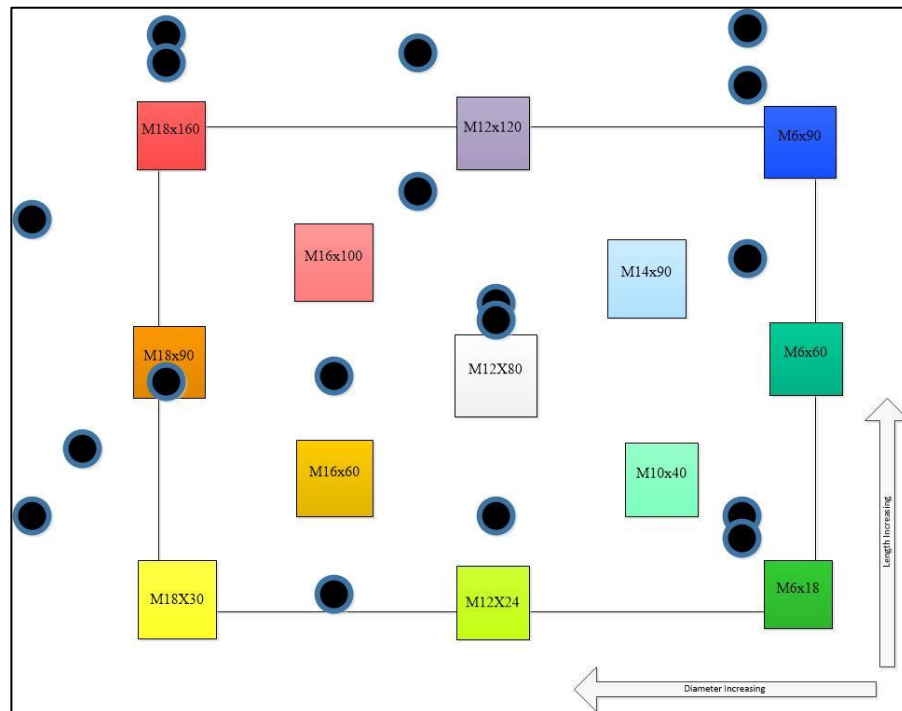 M18x160
M12x120
M6x90
M16x100
M14x90
M18x90
M12X80
M6x60
M16x60
M10x40
M18X30
M12X24
M6x18
Length Increasing
Diameter Increasing